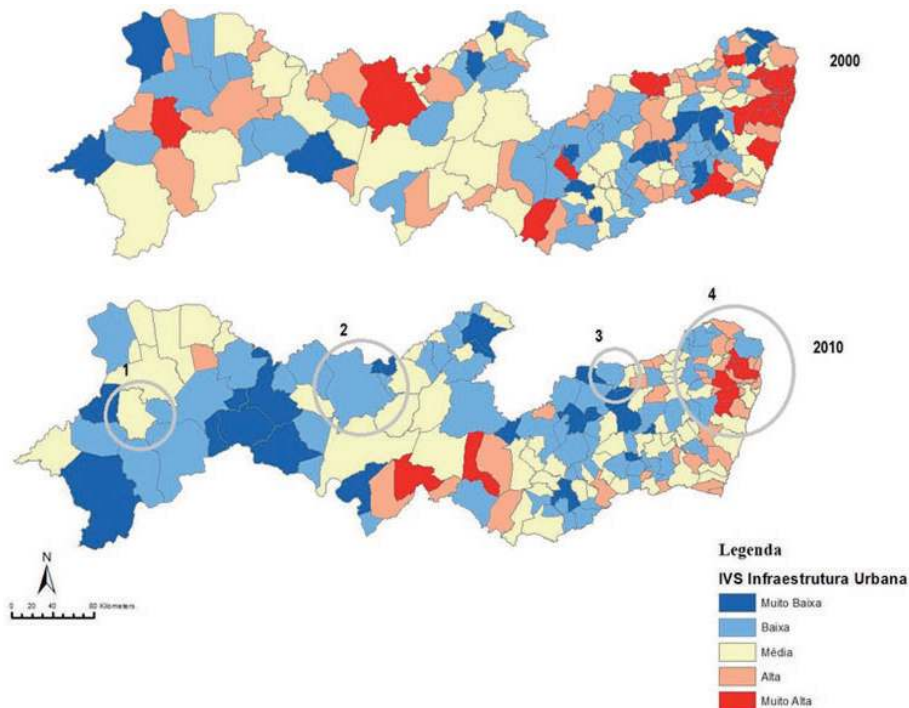 2000
4
2
3
2010
1
N
0 20 40 80 Kilometers
Legenda
IVS Infraestrutura Urbana
Muito Baixa
Baixa
Média
Alta
Muito Alta